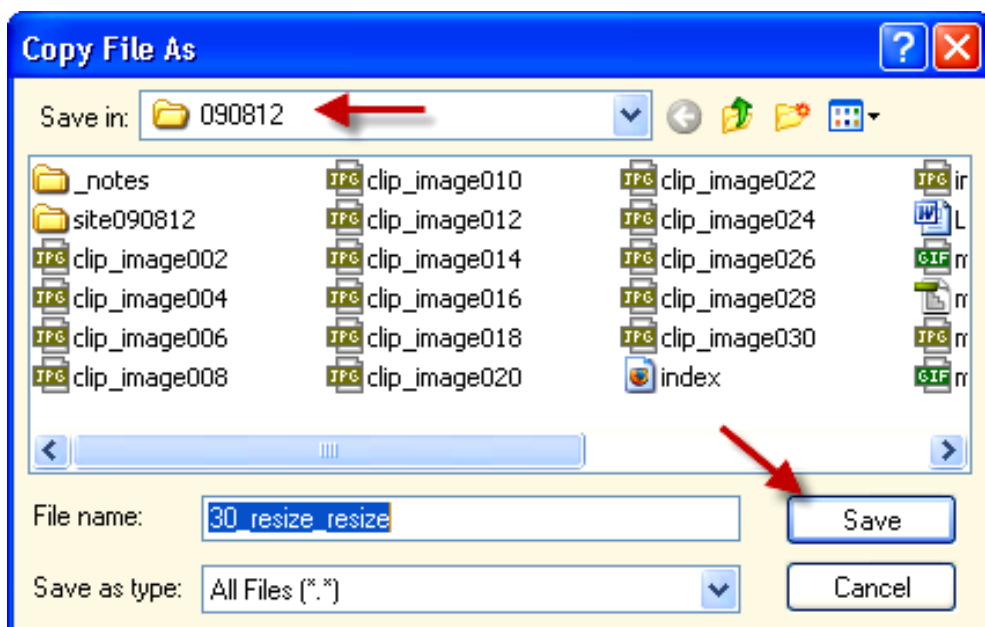 Copy File As
Save in: 090812
_notes
site090812
clip_image002
clip_image004
clip_image006
clip_image008
clip_image010
clip_image012
clip_image014
clip_image016
clip_image018
clip_image020
clip_image022
clip_image024
clip_image026
clip_image028
clip_image030
index
File name: 30_resize_resize
Save
Save as type: All Files (*.*)
Cancel